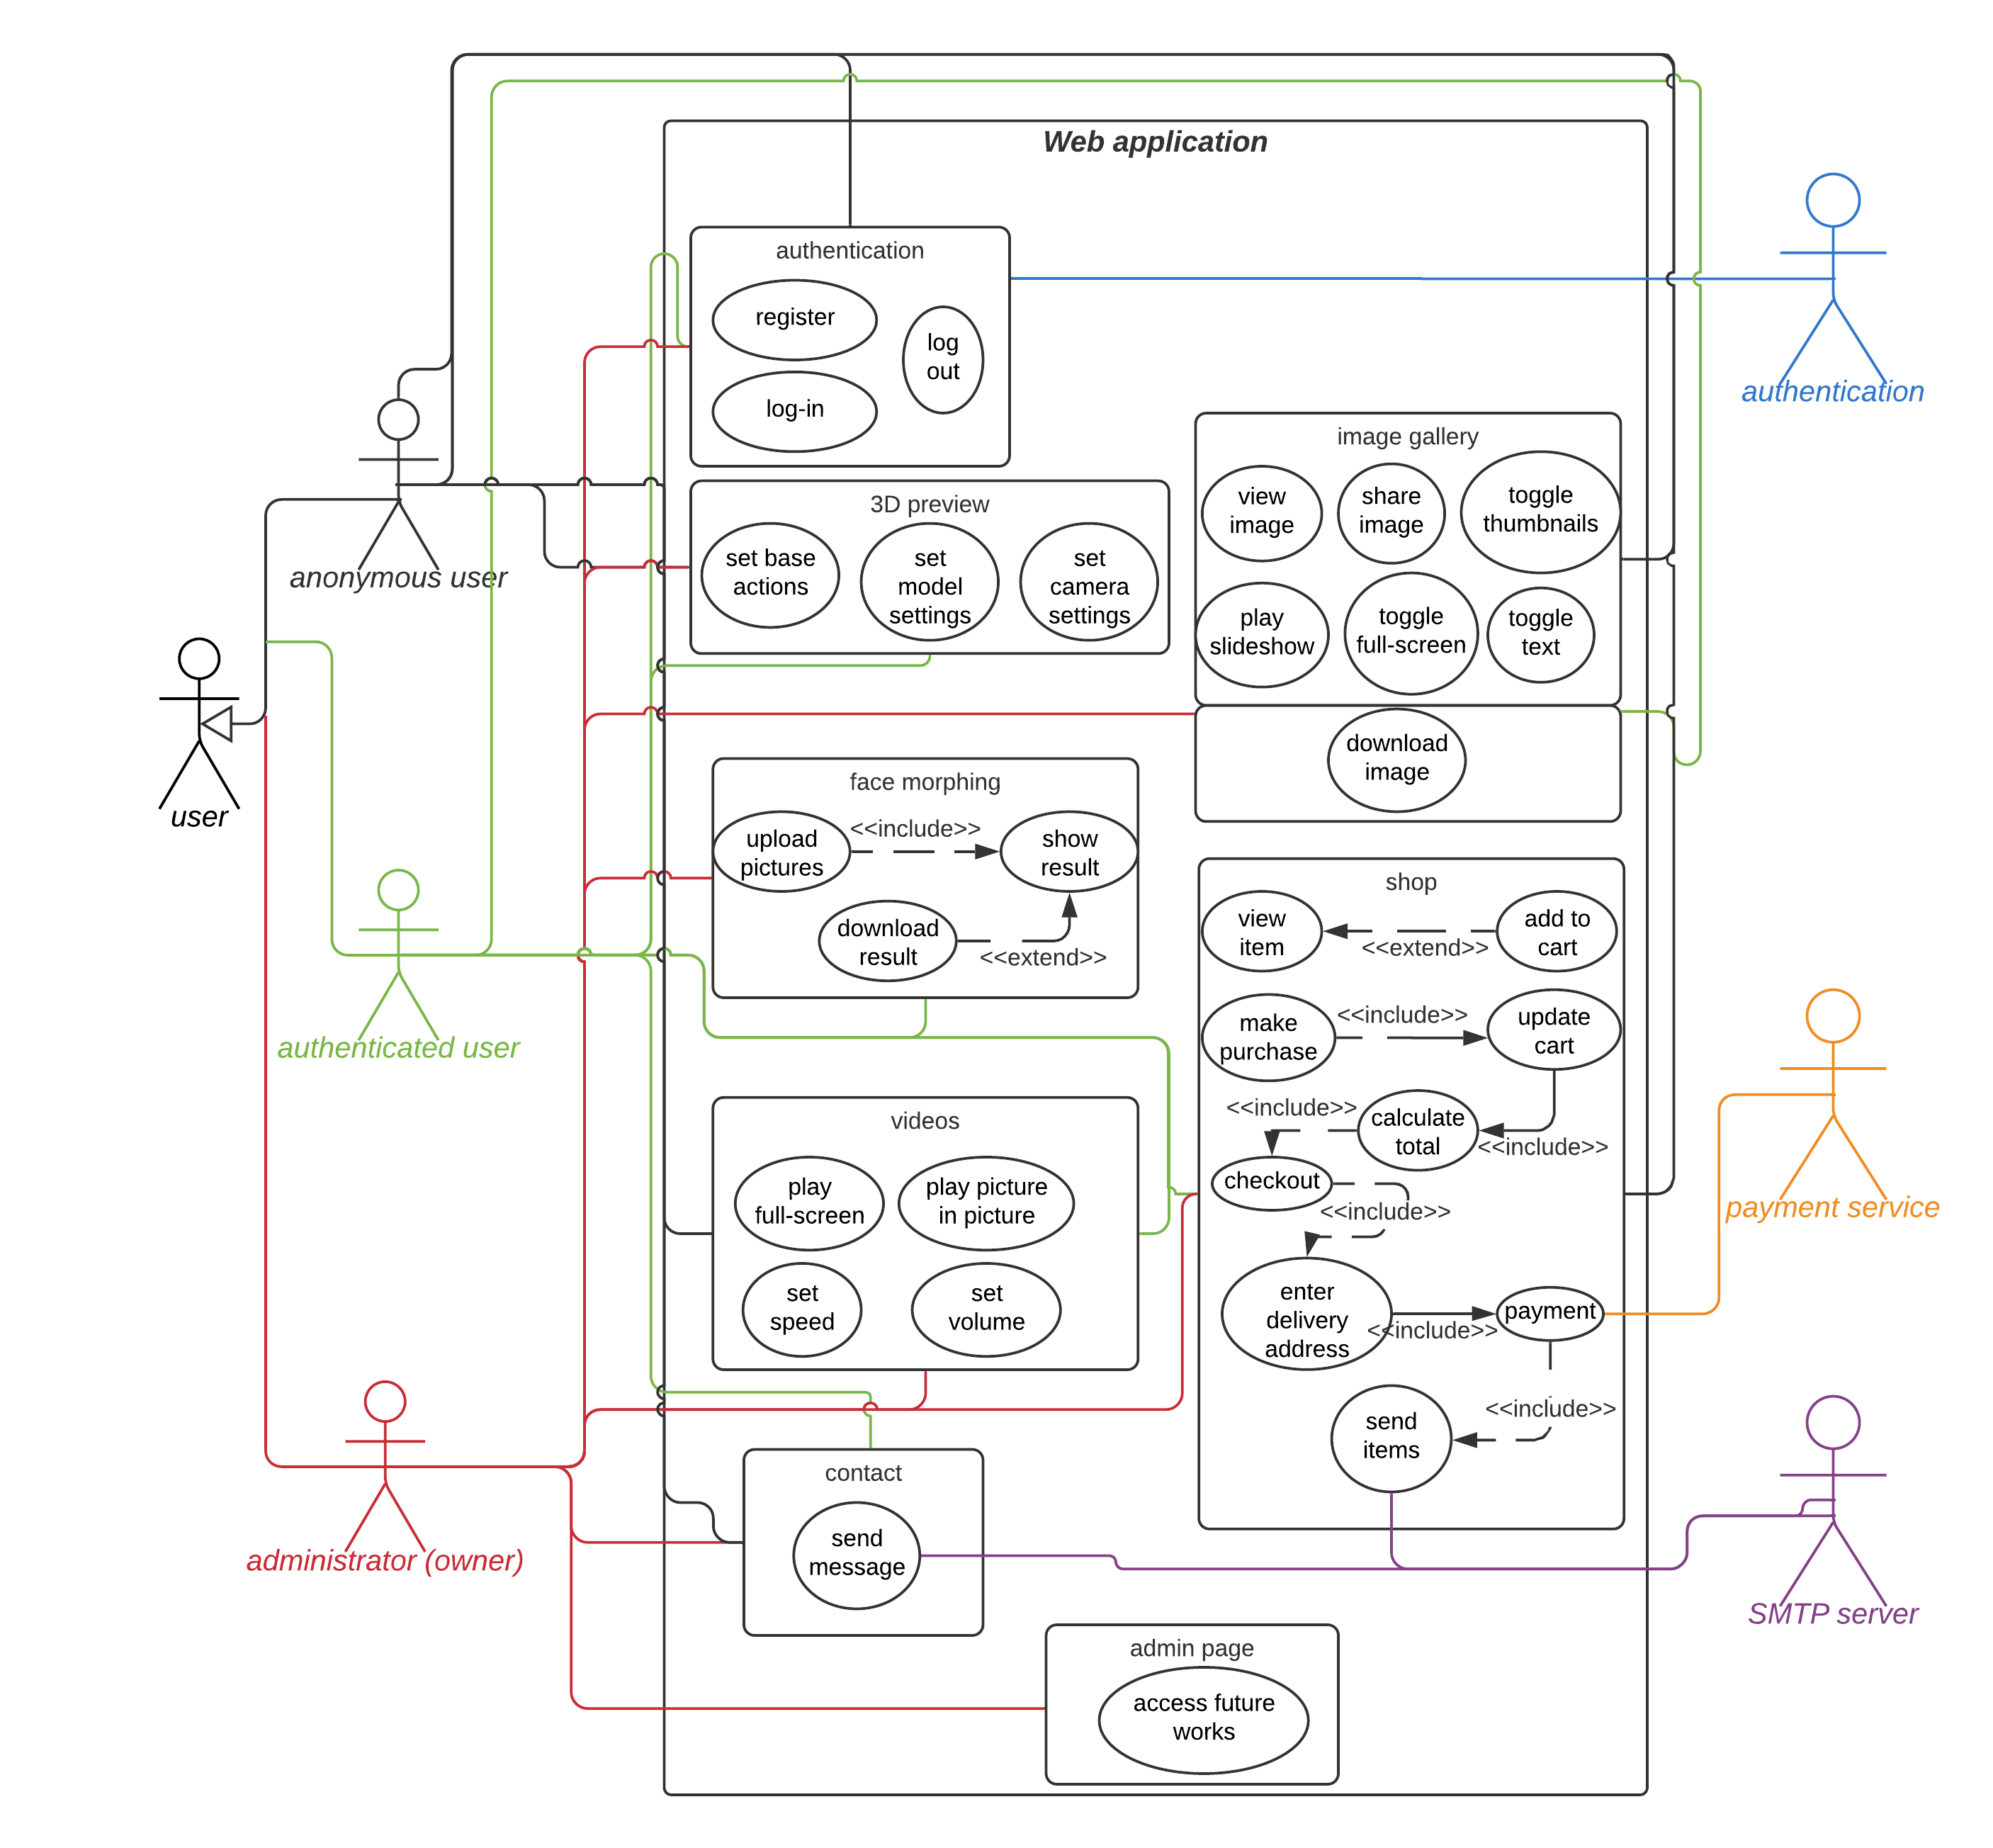 Web application
authentication
register
log-in
log
out
authentication
anonymous user
3D preview
set base
actions
set
model
settings
set
camera
settings
image gallery
view
image
share
image
toggle
thumbnails
play
slideshow
toggle
full-screen
toggle
text
download
image
user
face morphing
upload
pictures
<<include>>
show
result
download
result
<<extend>>
authenticated user
shop
view
item
<<extend>>
add to
cart
make
purchase
<<include>>
update
cart
<<include>>
calculate
total
<<include>>
checkout
<<include>>
enter
delivery
address
<<include>>
payment
<<include>>
send
items
payment service
videos
play
full-screen
play picture
in picture
set
speed
set
volume
administrator (owner)
contact
send
message
SMTP server
admin page
access future
works